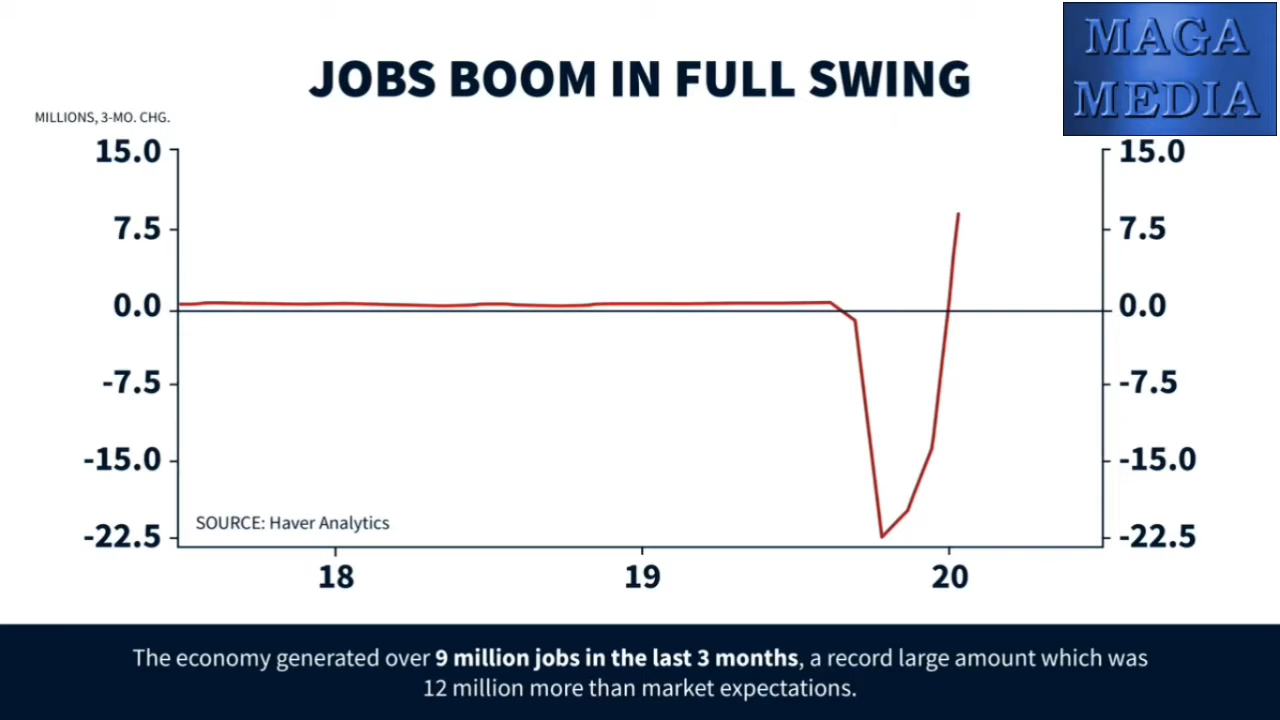 MAGA
MEDIA
JOBS BOOM IN FULL SWING
MILLIONS, 3-MO. CHG.
15.0 15.0
7.5 7.5
0.0 0.0
-7.5 -7.5
-15.0 -15.0
-22.5 -22.5
SOURCE: Haver Analytics
18 19 20
The economy generated over 9 million jobs in the last 3 months, a record large amount which was
12 million more than market expectations.